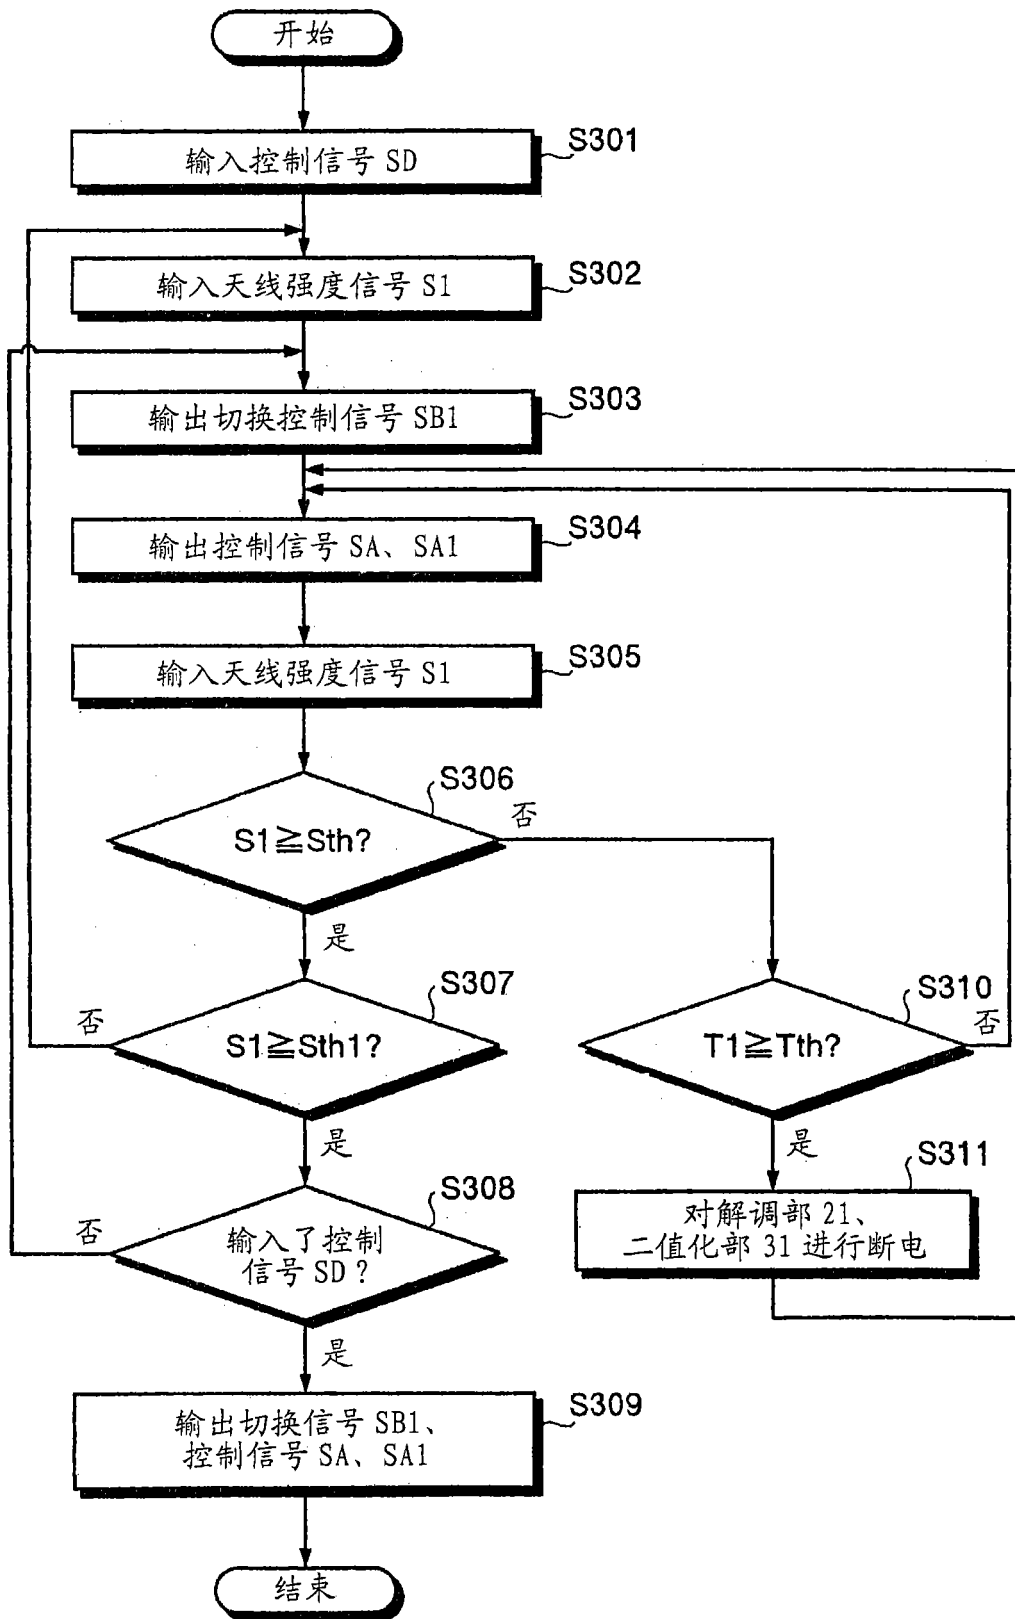 开始
S301
输入控制信号 SD
S302
输入天线强度信号 S1
S303
输出切换控制信号 SB1
S304
输出控制信号 SA、SA1
S305
输入天线强度信号 S1
S306
S1≧Sth?
否
是
S307
S1≧Sth1?
否
是
S310
T1≧Tth?
否
是
S308
输入了控制
信号 SD？
否
是
S311
对解调部 21、
二值化部 31 进行断电
S309
输出切换信号 SB1、
控制信号 SA、SA1
结束